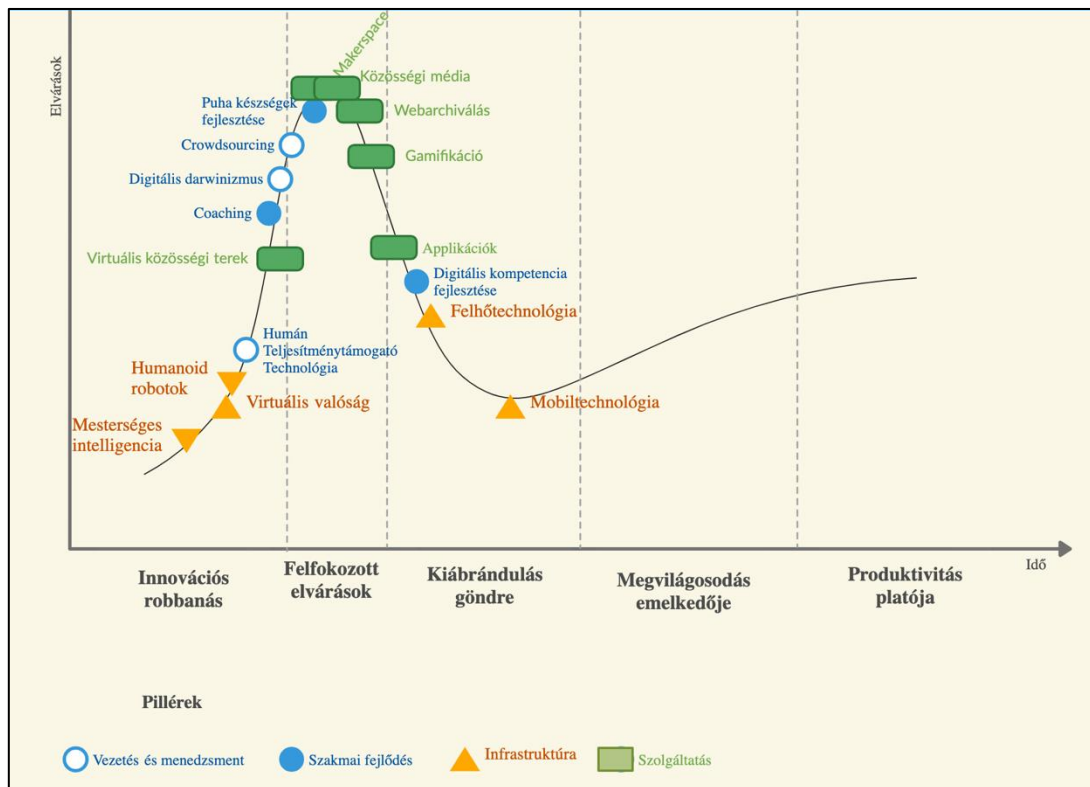 Elvárások
Makerspace
Közösségi média
Puha készségek
fejlesztése
Webarchiválás
Crowdsourcing
Gamifikáció
Digitális darwinizmus
Coaching
Virtuális közösségi terek
Applikációk
Digitális kompetencia
fejlesztése
Felhőtechnológia
Humán
Teljesítménytámogató
Technológia
Humanoid
robotok
Virtuális valóság
Mobiltechnológia
Mesterséges
intelligencia
Idő
Innovációs
robbanás
Felfokozott
elvárások
Kiábrándulás
göndre
Megvilágosodás
emelkedője
Produktivitás
platója
Pillérek
Vezetés és menedzsment
Szakmai fejlődés
Infrastruktúra
Szolgáltatás